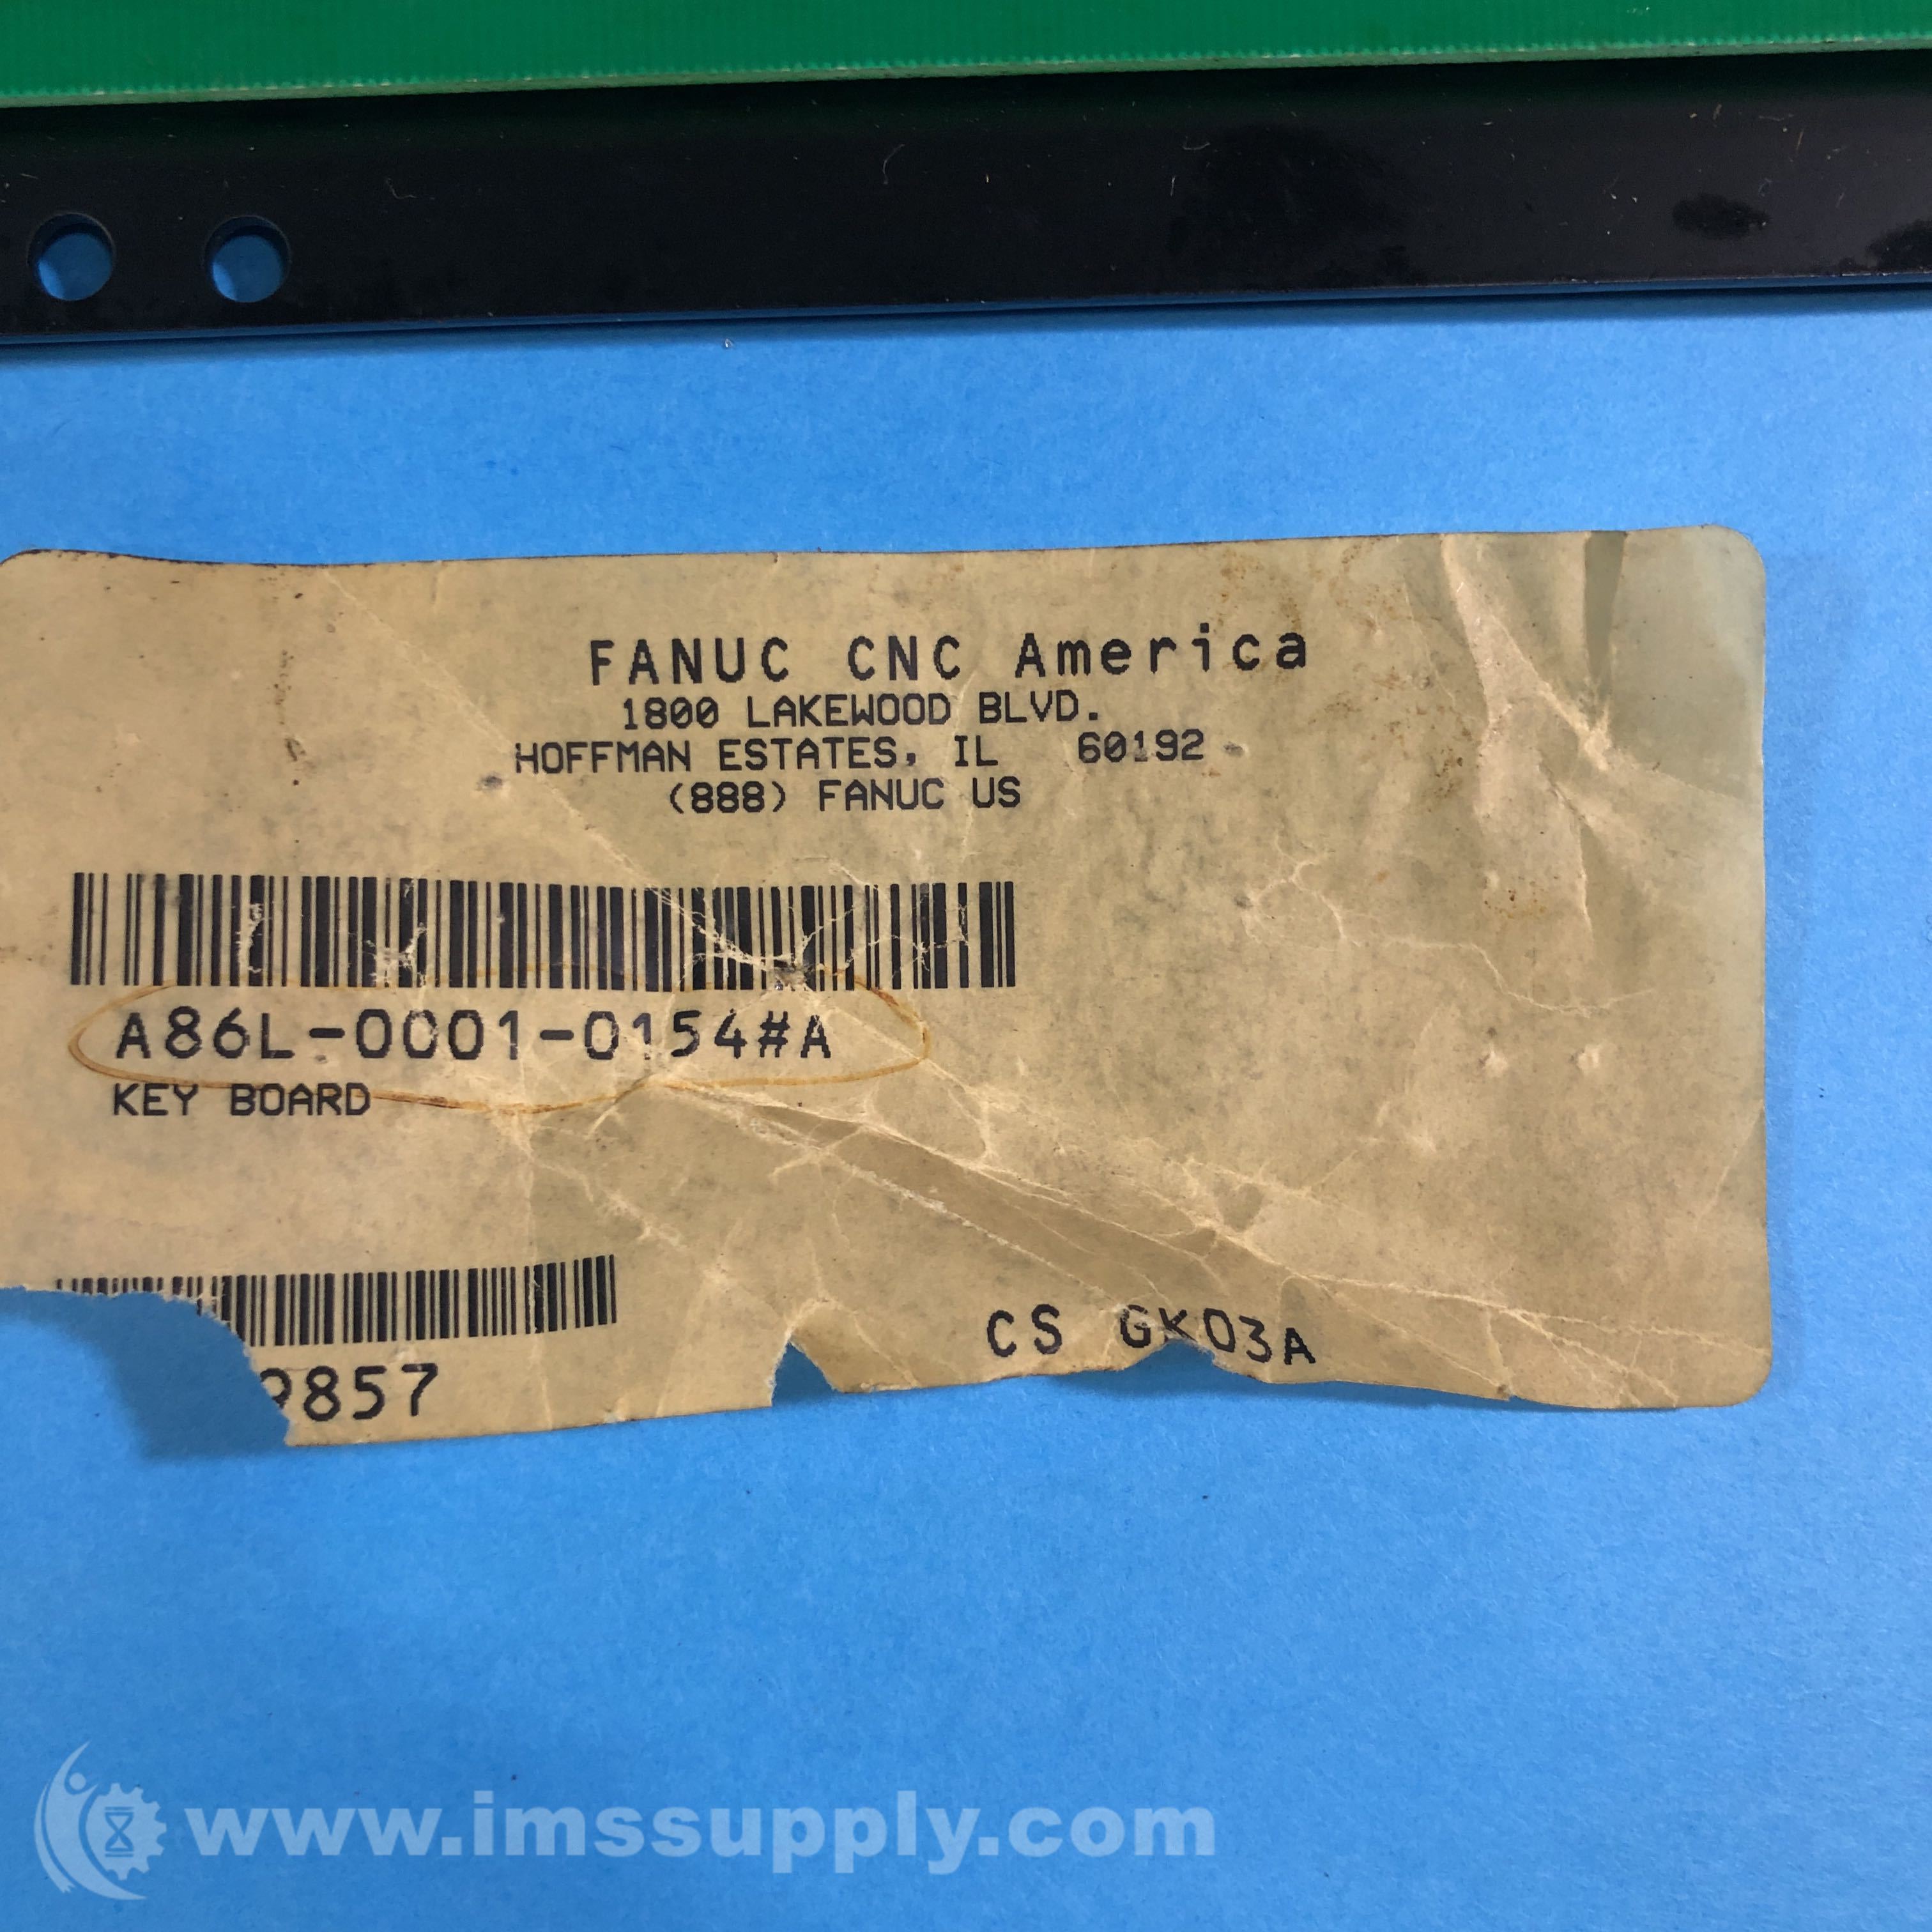 FANUC CNC America
1800 LAKEWOOD BLVD.
HOFFMAN ESTATES, IL 60192
(888) FANUC US
A86L-0001-0154#A
KEY BOARD
9857
CS GK03A
www.imssupply.com